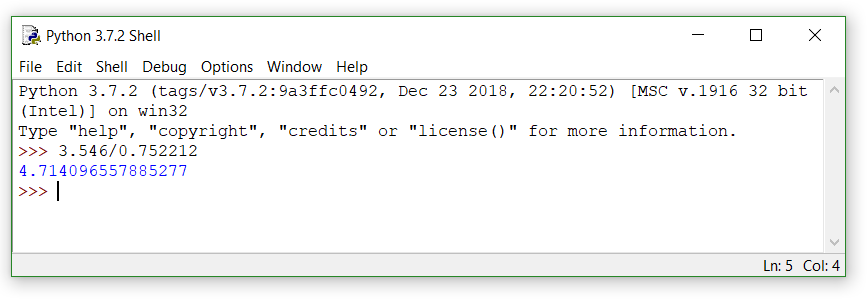 Python 3.7.2 Shell
File Edit Shell Debug Options Window Help
Python 3.7.2 (tags/v3.7.2:9a3ffc0492, Dec 23 2018, 22:20:52) [MSC v.1916 32 bit
(Intel)] on win32
Type "help", "copyright", "credits" or "license()" for more information.
>>> 3.546/0.752212
4.714096557885277
>>>
Ln: 5 Col: 4